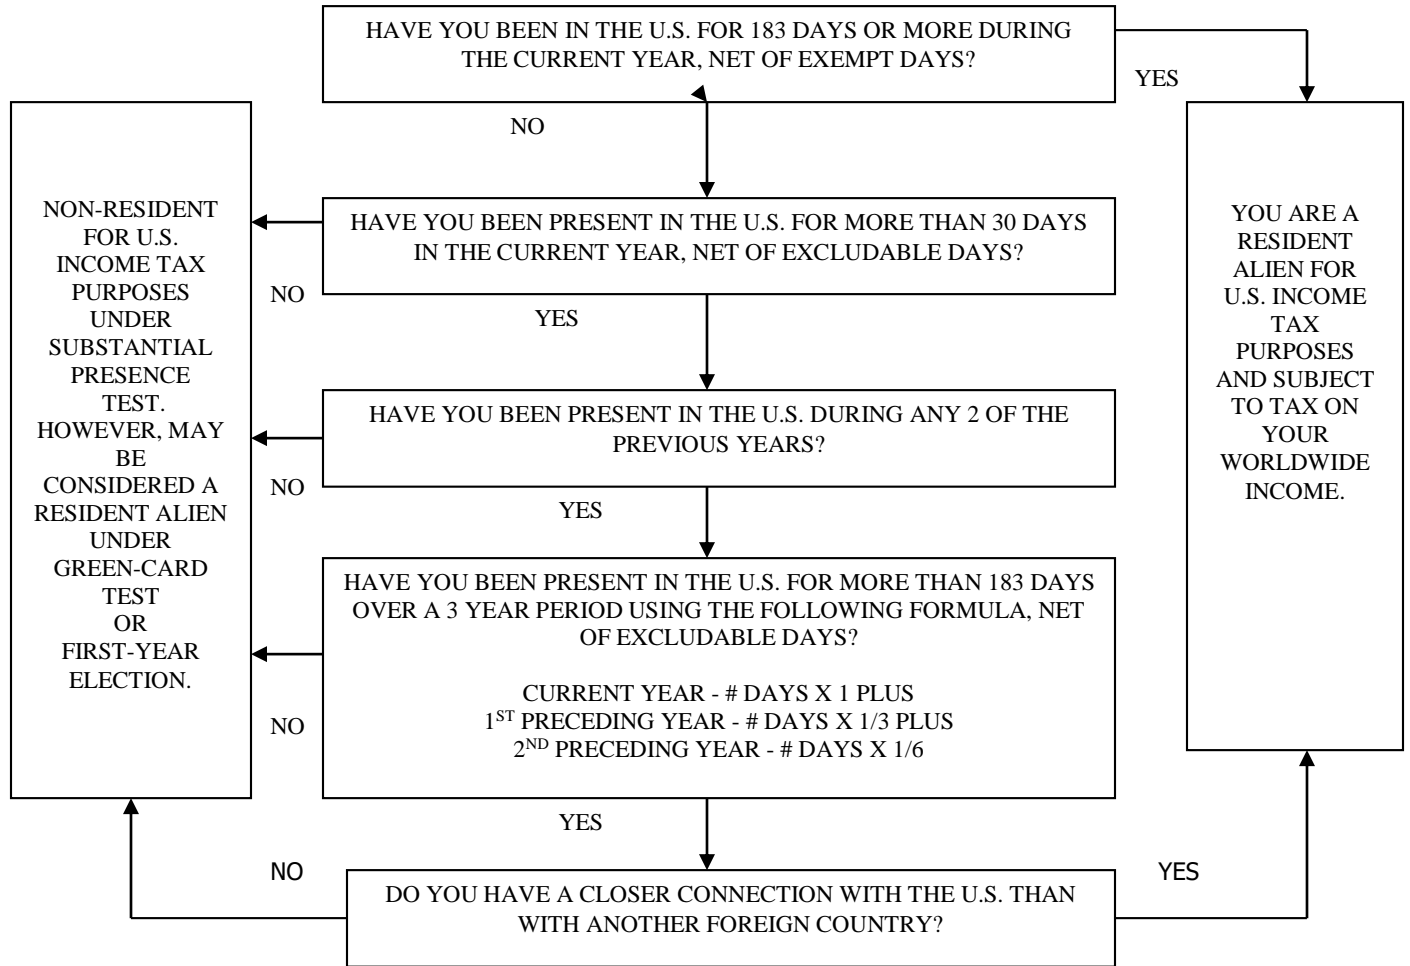 HAVE YOU BEEN IN THE U.S. FOR 183 DAYS OR MORE DURING
THE CURRENT YEAR, NET OF EXEMPT DAYS?
YES
NO
HAVE YOU BEEN PRESENT IN THE U.S. FOR MORE THAN 30 DAYS
IN THE CURRENT YEAR, NET OF EXCLUDABLE DAYS?
NO
YES
HAVE YOU BEEN PRESENT IN THE U.S. DURING ANY 2 OF THE
PREVIOUS YEARS?
NO
YES
HAVE YOU BEEN PRESENT IN THE U.S. FOR MORE THAN 183 DAYS
OVER A 3 YEAR PERIOD USING THE FOLLOWING FORMULA, NET
OF EXCLUDABLE DAYS?
CURRENT YEAR - # DAYS X 1 PLUS
1ST PRECEDING YEAR - # DAYS X 1/3 PLUS
2ND PRECEDING YEAR - # DAYS X 1/6
NO
YES
DO YOU HAVE A CLOSER CONNECTION WITH THE U.S. THAN
WITH ANOTHER FOREIGN COUNTRY?
NO
YES
NON-RESIDENT
FOR U.S.
INCOME TAX
PURPOSES
UNDER
SUBSTANTIAL
PRESENCE
TEST.
HOWEVER, MAY
BE
CONSIDERED A
RESIDENT ALIEN
UNDER
GREEN-CARD
TEST
OR
FIRST-YEAR
ELECTION.
YOU ARE A
RESIDENT
ALIEN FOR
U.S. INCOME
TAX
PURPOSES
AND SUBJECT
TO TAX ON
YOUR
WORLDWIDE
INCOME.